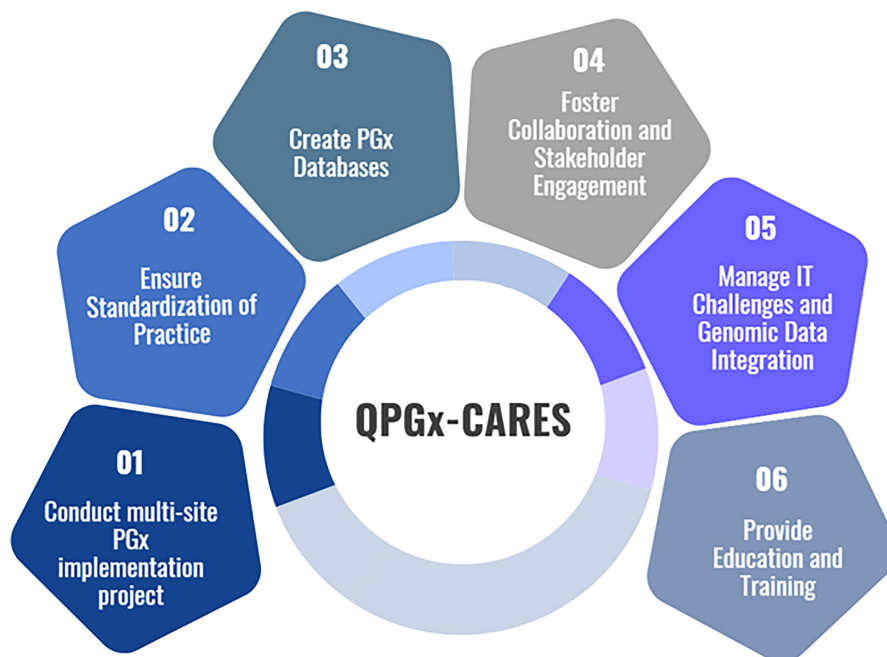 01
Conduct multi-site
PGx
implementation
project
02
Ensure
Standardization of
Practice
03
Create PGx
Databases
04
Foster
Collaboration and
Stakeholder
Engagement
05
Manage IT
Challenges and
Genomic Data
Integration
06
Provide
Education and
Training
QPGx-CARES